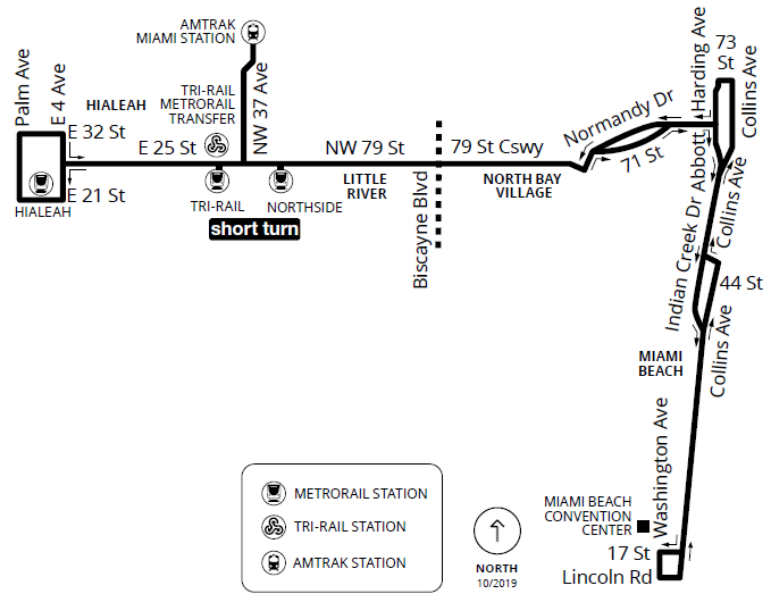 AMTRAK
MIAMI STATION
Palm Ave
E 4 Ave
HIALEAH
TRI-RAIL
METRORAIL
TRANSFER
NW 37 Ave
E 32 St
E 25 St
E 21 St
HIALEAH
TRI-RAIL
NORTHSIDE
short turn
NW 79 St
LITTLE
RIVER
Biscayne Blvd
79 St Cswy
NORTH BAY
VILLAGE
Normandy Dr
71 St
Harding Ave
73
St
Collins Ave
Abbott
Indian Creek Dr
Collins Ave
44 St
Collins Ave
MIAMI
BEACH
Washington Ave
MIAMI BEACH
CONVENTION
CENTER
17 St
Lincoln Rd
METRORAIL STATION
TRI-RAIL STATION
AMTRAK STATION
NORTH
10/2019